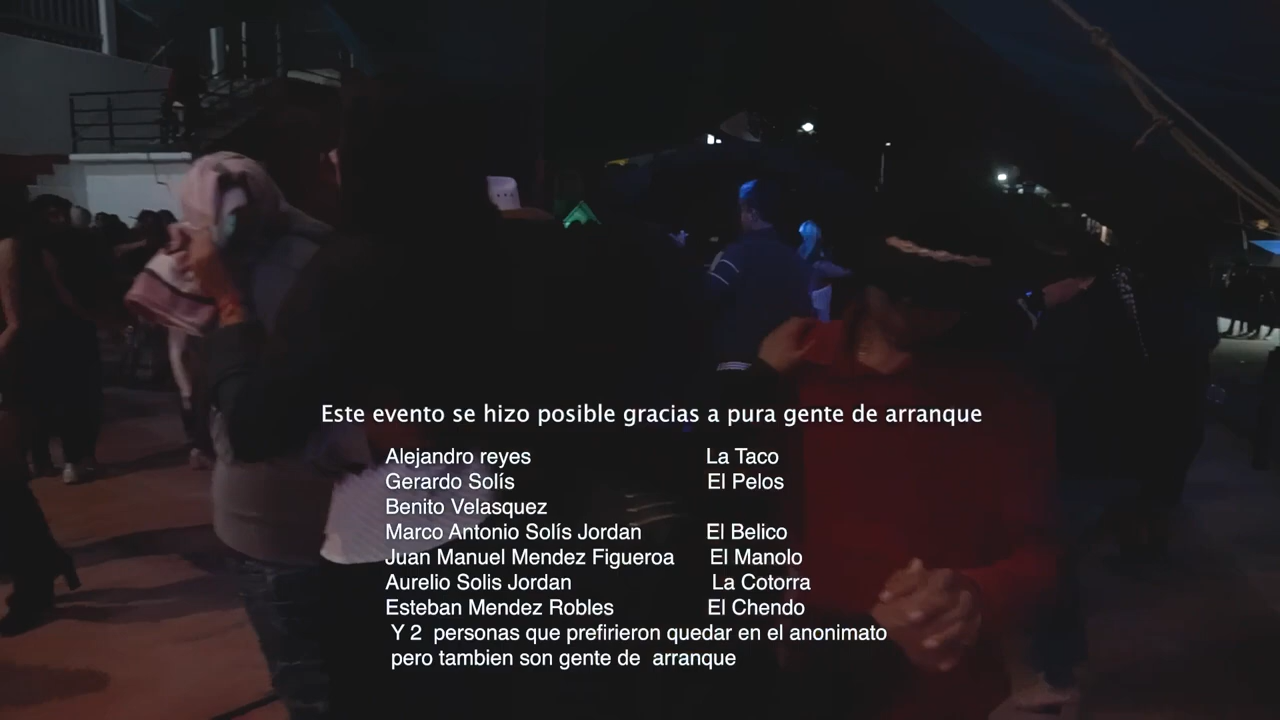 Este evento se hizo posible gracias a pura gente de arranque
Alejandro reyes La Taco
Gerardo Solís El Pelos
Benito Velasquez
Marco Antonio Solís Jordan El Belico
Juan Manuel Mendez Figueroa El Manolo
Aurelio Solis Jordan La Cotorra
Esteban Mendez Robles El Chendo
Y 2 personas que prefirieron quedar en el anonimato
pero tambien son gente de arranque